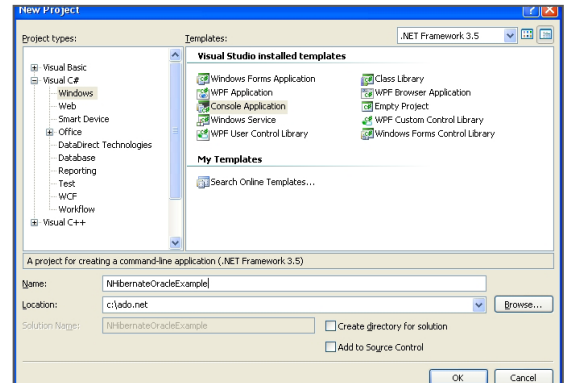 New Project
Project types:
Templates:
.NET Framework 3.5
Visual Basic
Visual C#
Windows
Web
Smart Device
Office
DataDirect Technologies
Database
Reporting
Test
WCF
Workflow
Visual C++
Visual Studio installed templates
Windows Forms Application
Class Library
WPF Application
WPF Browser Application
Console Application
Empty Project
Windows Service
WPF Custom Control Library
WPF User Control Library
Windows Forms Control Library
My Templates
Search Online Templates...
A project for creating a command-line application (.NET Framework 3.5)
Name:
NHibernateOracleExample
Location:
c:\ado.net
Browse...
Solution Name:
NHibernateOracleExample
Create directory for solution
Add to Source Control
OK
Cancel